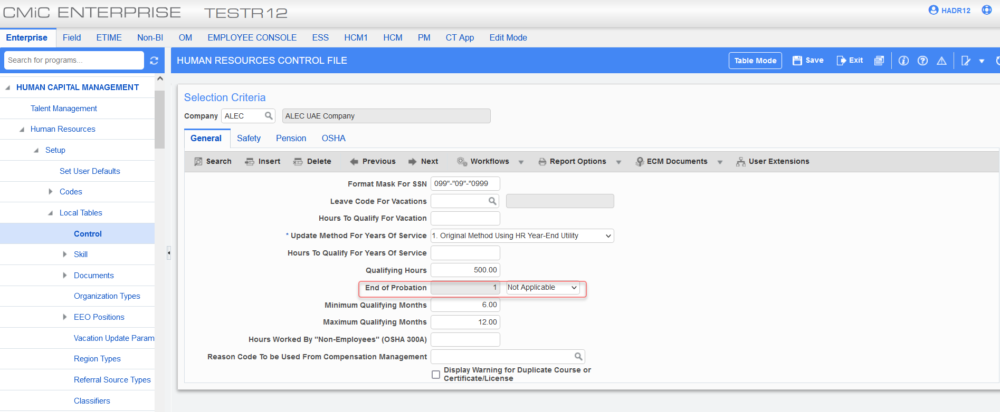 CMiC ENTERPRISE TESTR12
HADR12
Enterprise Field ETIME Non-BI OM EMPLOYEE CONSOLE ESS HCM1 HCM PM CT App Edit Mode
Search for programs...
HUMAN RESOURCES CONTROL FILE
Table Mode Save Exit
HUMAN CAPITAL MANAGEMENT
Talent Management
Human Resources
Setup
Set User Defaults
Codes
Local Tables
Control
Skill
Documents
Organization Types
EEO Positions
Vacation Update Param
Region Types
Referral Source Types
Classifiers
Selection Criteria
Company ALEC ALEC UAE Company
General Safety Pension OSHA
Search Insert Delete Previous Next Workflows Report Options ECM Documents User Extensions
Format Mask For SSN 099"-"09"-"0999
Leave Code For Vacations
Hours To Qualify For Vacation
* Update Method For Years Of Service 1. Original Method Using HR Year-End Utility
Hours To Qualify For Years Of Service
Qualifying Hours 500.00
End of Probation 1 Not Applicable
Minimum Qualifying Months 6.00
Maximum Qualifying Months 12.00
Hours Worked By "Non-Employees" (OSHA 300A)
Reason Code To be Used From Compensation Management
Display Warning for Duplicate Course or
Certificate/License